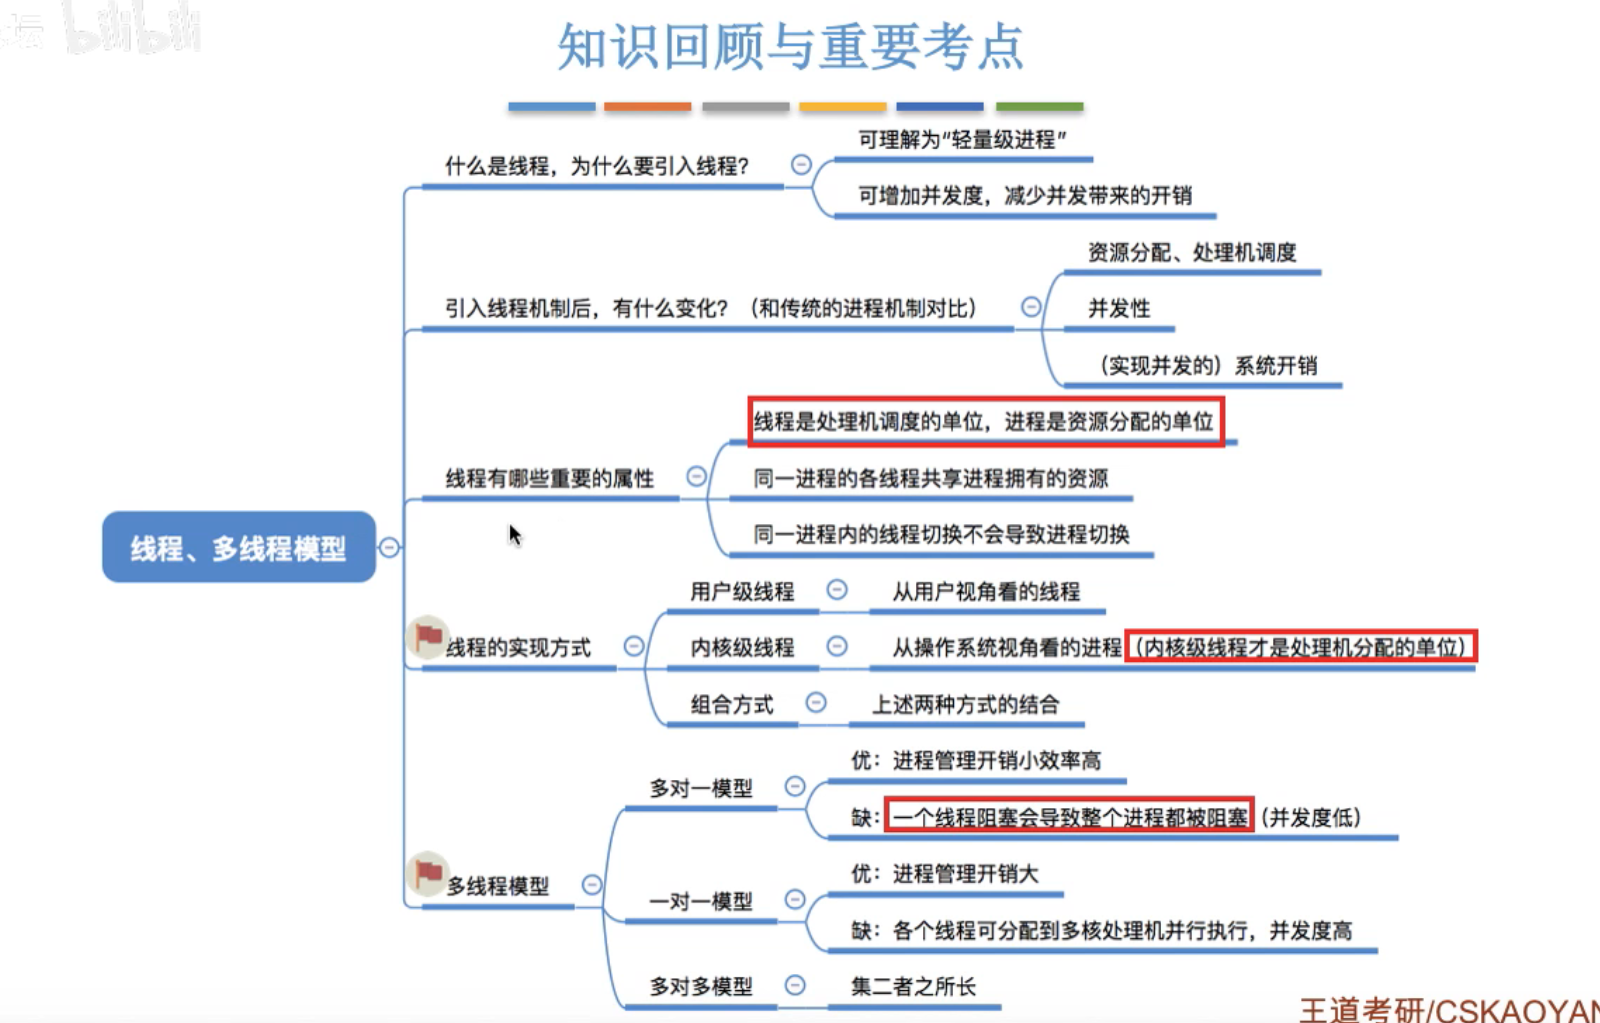 坛 bilibili
知识回顾与重要考点
可理解为“轻量级进程”
什么是线程，为什么要引入线程？
可增加并发度，减少并发带来的开销
资源分配、处理机调度
引入线程机制后，有什么变化？（和传统的进程机制对比）
并发性
（实现并发的）系统开销
线程是处理机调度的单位，进程是资源分配的单位
线程有哪些重要的属性
同一进程的各线程共享进程拥有的资源
同一进程内的线程切换不会导致进程切换
线程、多线程模型
用户级线程 从用户视角看的线程
线程的实现方式
内核级线程 从操作系统视角看的进程（内核级线程才是处理机分配的单位）
组合方式 上述两种方式的结合
优：进程管理开销小效率高
多对一模型
缺：一个线程阻塞会导致整个进程都被阻塞（并发度低）
多线程模型
优：进程管理开销大
一对一模型
缺：各个线程可分配到多核处理机并行执行，并发度高
多对多模型 集二者之所长
王道考研/CSKAOYAN